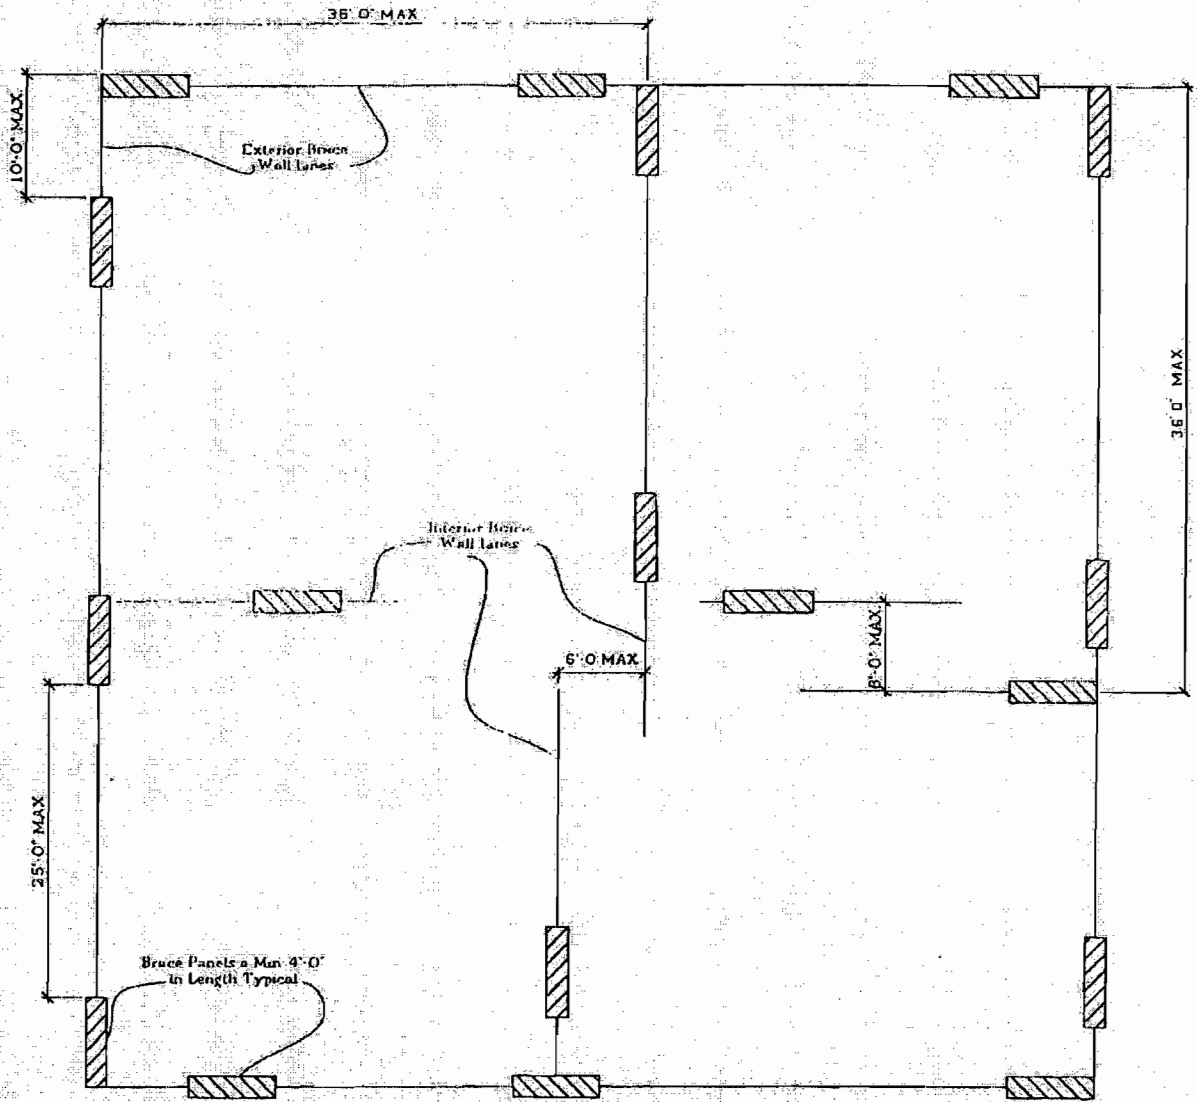 36' 0" MAX
10'-0" MAX
Exterior Brace
Wall Lines
36' 0" MAX
Interior Brace
Wall Lines
6'-0 MAX
8'-0" MAX
25'-0" MAX
Brace Panels a Min 4'-0"
in Length Typical